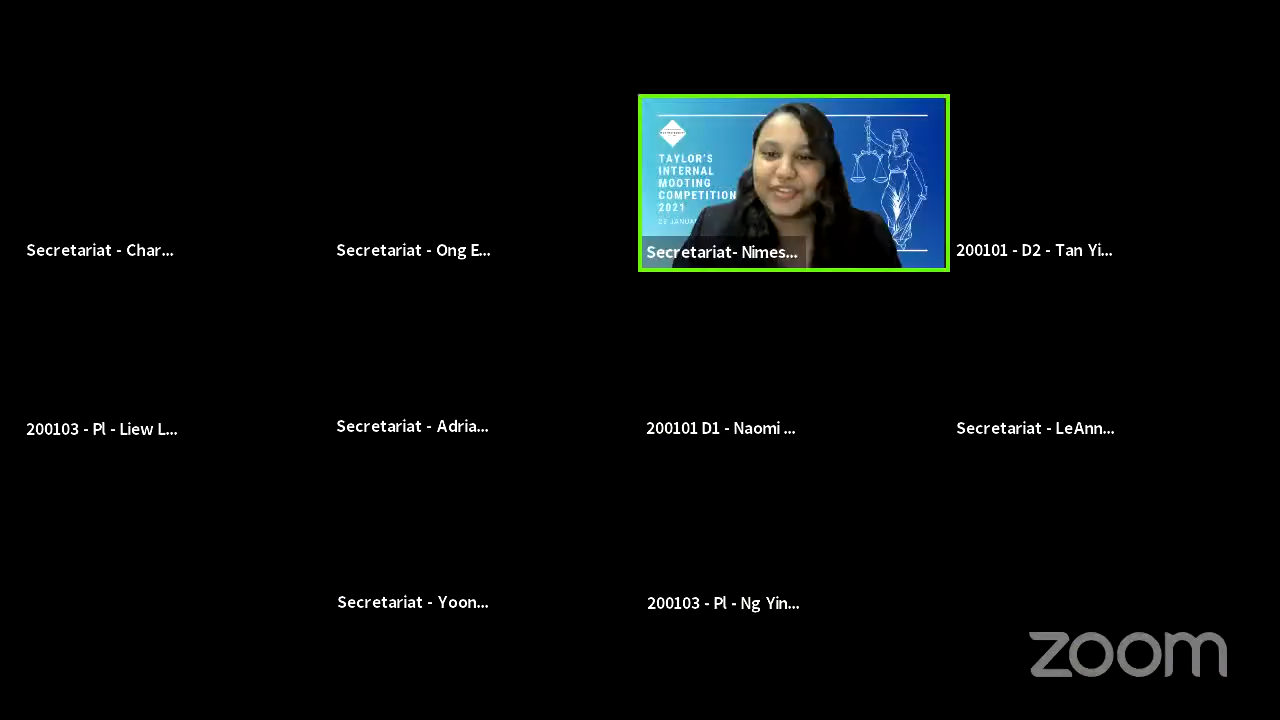 TAYLOR'S
INTERNAL
MOOTING
COMPETITION
2021
Secretariat - Char...
Secretariat - Ong E...
Secretariat- Nimes...
200101 - D2 - Tan Yi...
200103 - Pl - Liew L...
Secretariat - Adria...
200101 D1 - Naomi ...
Secretariat - LeAnn...
Secretariat - Yoon...
200103 - Pl - Ng Yin...
zoom